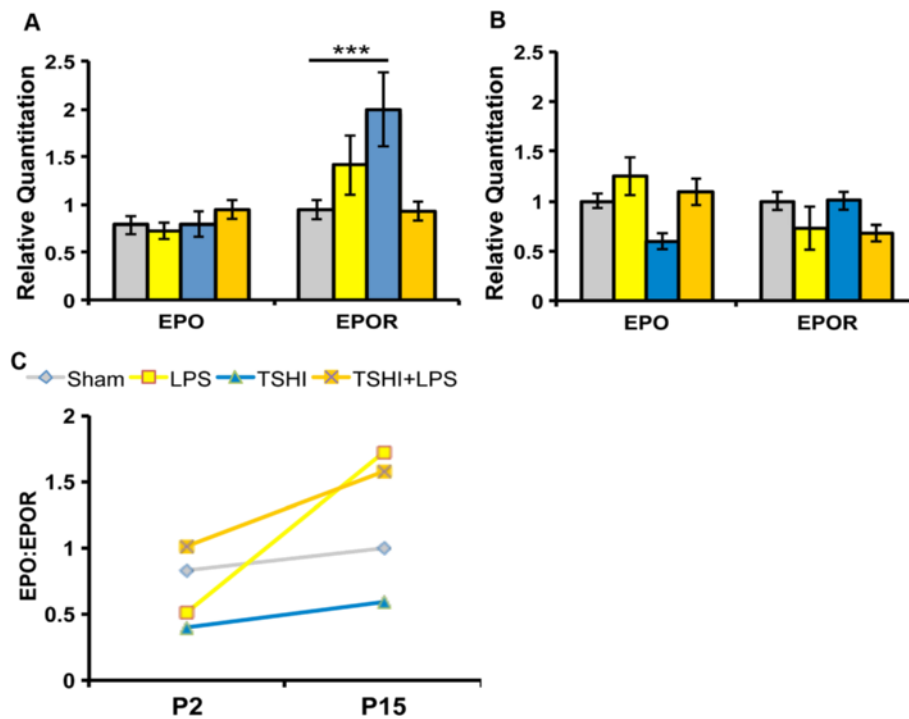 A
Relative Quantitation
2.5
2
1.5
1
0.5
0
***
EPO
EPOR
B
Relative Quantitation
2.5
2
1.5
1
0.5
0
EPO
EPOR
C
Sham LPS TSHI TSHI+LPS
EPO:EPOR
2
1.5
1
0.5
0
P2
P15